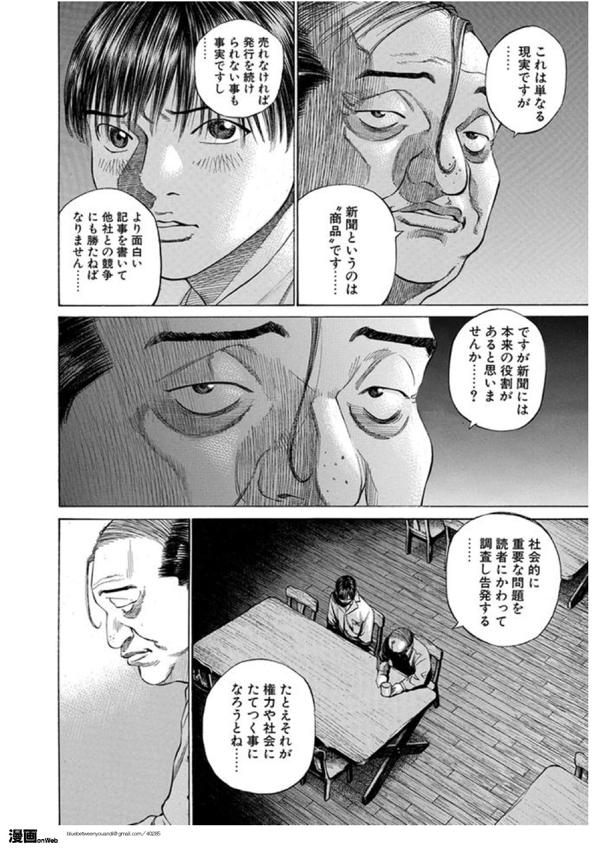 これは単なる
現実ですが
……
新聞というのは
“商品”です……
売れなければ
発行を続け
られない事も
事実ですし
……
より面白い
記事を書いて
他社との競争
にも勝たねば
なりません……
ですが新聞には
本来の役割が
あると思いま
せんか……？
社会的に
重要な問題を
読者にかわって
調査し告発する
……
たとえそれが
権力や社会に
たてつく事に
なろうとね……
漫画 on Web
bluebetweenyouandi@gmail.com／40285